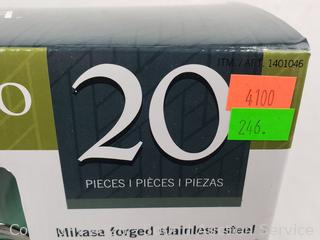 ITM. / ART. 1401046
O
20
4100
246.
PIECES | PIÈCES | PIEZAS
Mikasa forged stainless steel